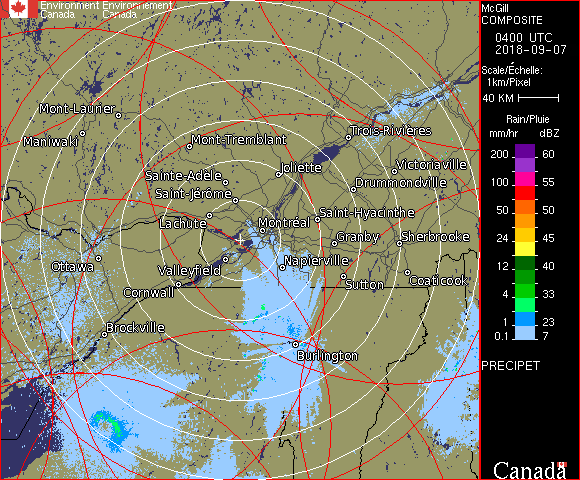 Environment Environnement
Canada Canada
McGill
COMPOSITE
0400 UTC
2018-09-07
Scale/Échelle:
1km/Pixel
40 KM
Rain/Pluie
mm/hr dBZ
200 60
100 55
50 50
24 45
12 40
4 33
1 23
0.1 7
PRECIPET
Canada
Mont-Laurier
Maniwaki
Mont-Tremblant
Trois-Rivières
Sainte-Adèle
Joliette
Victoriaville
Saint-Jérôme
Drummondville
Lachute
Montréal
Saint-Hyacinthe
Granby
Sherbrooke
Ottawa
Valleyfield
Napierville
Cornwall
Sutton
Coaticook
Brockville
Burlington